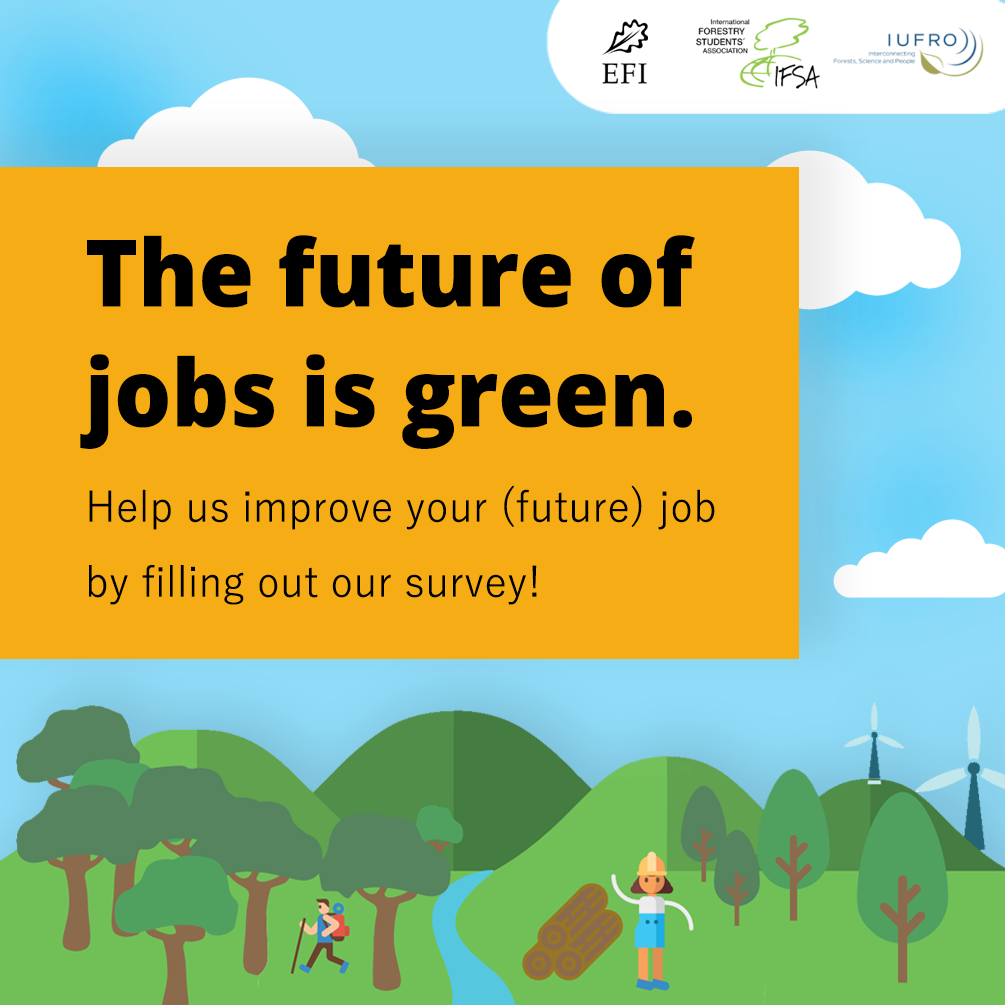 EFI
International
FORESTRY
STUDENTS'
ASSOCIATION
IFSA
IUFRO
Interconnecting
Forests, Science and People
The future of
jobs is green.
Help us improve your (future) job
by filling out our survey!